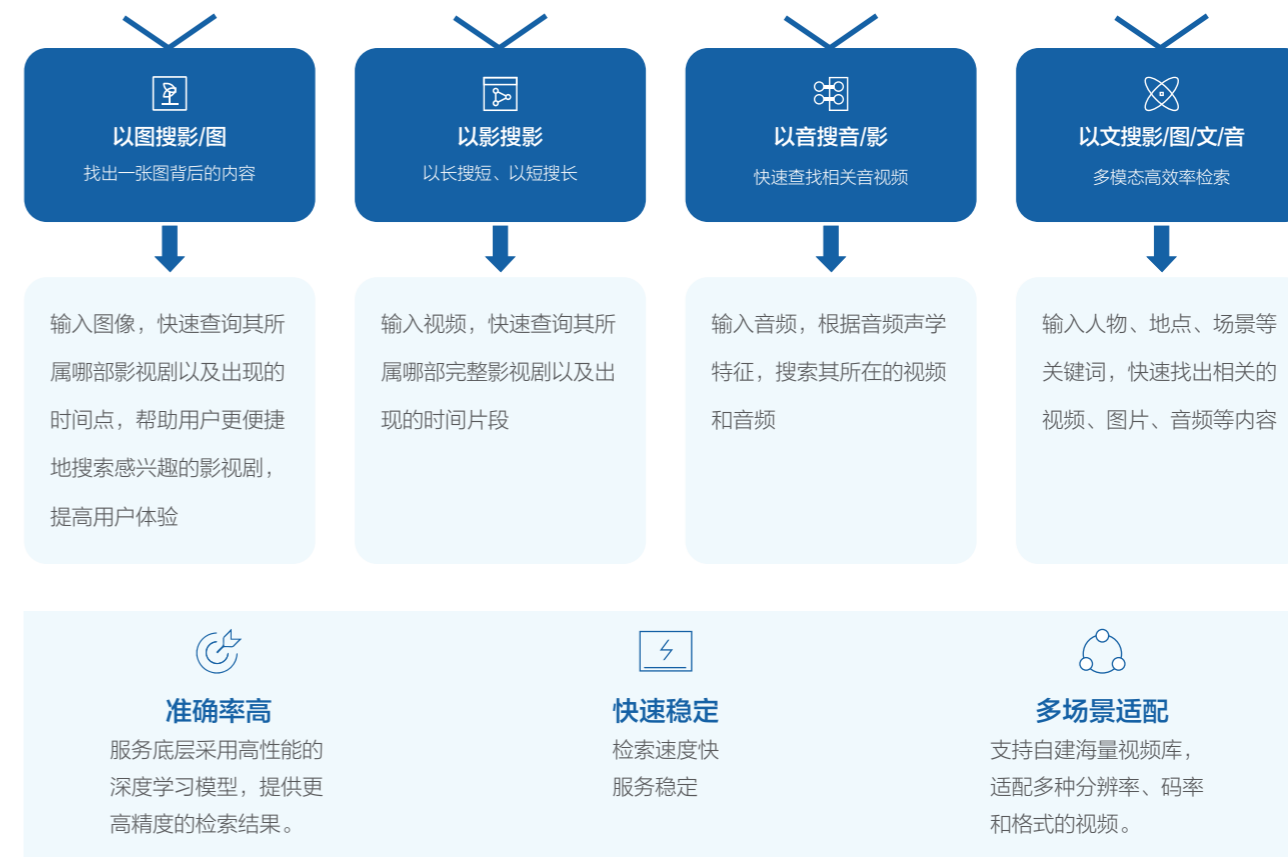 以图搜影/图
找出一张图背后的内容
以影搜影
以长搜短、以短搜长
以音搜音/影
快速查找相关音视频
以文搜影/图/文/音
多模态高效率检索
输入图像，快速查询其所
属哪部影视剧以及出现的
时间点，帮助用户更便捷
地搜索感兴趣的影视剧，
提高用户体验
输入视频，快速查询其所
属哪部完整影视剧以及出
现的时间片段
输入音频，根据音频声学
特征，搜索其所在的视频
和音频
输入人物、地点、场景等
关键词，快速找出相关的
视频、图片、音频等内容
准确率高
服务底层采用高性能的
深度学习模型，提供更
高精度的检索结果。
快速稳定
检索速度快
服务稳定
多场景适配
支持自建海量视频库，
适配多种分辨率、码率
和格式的视频。